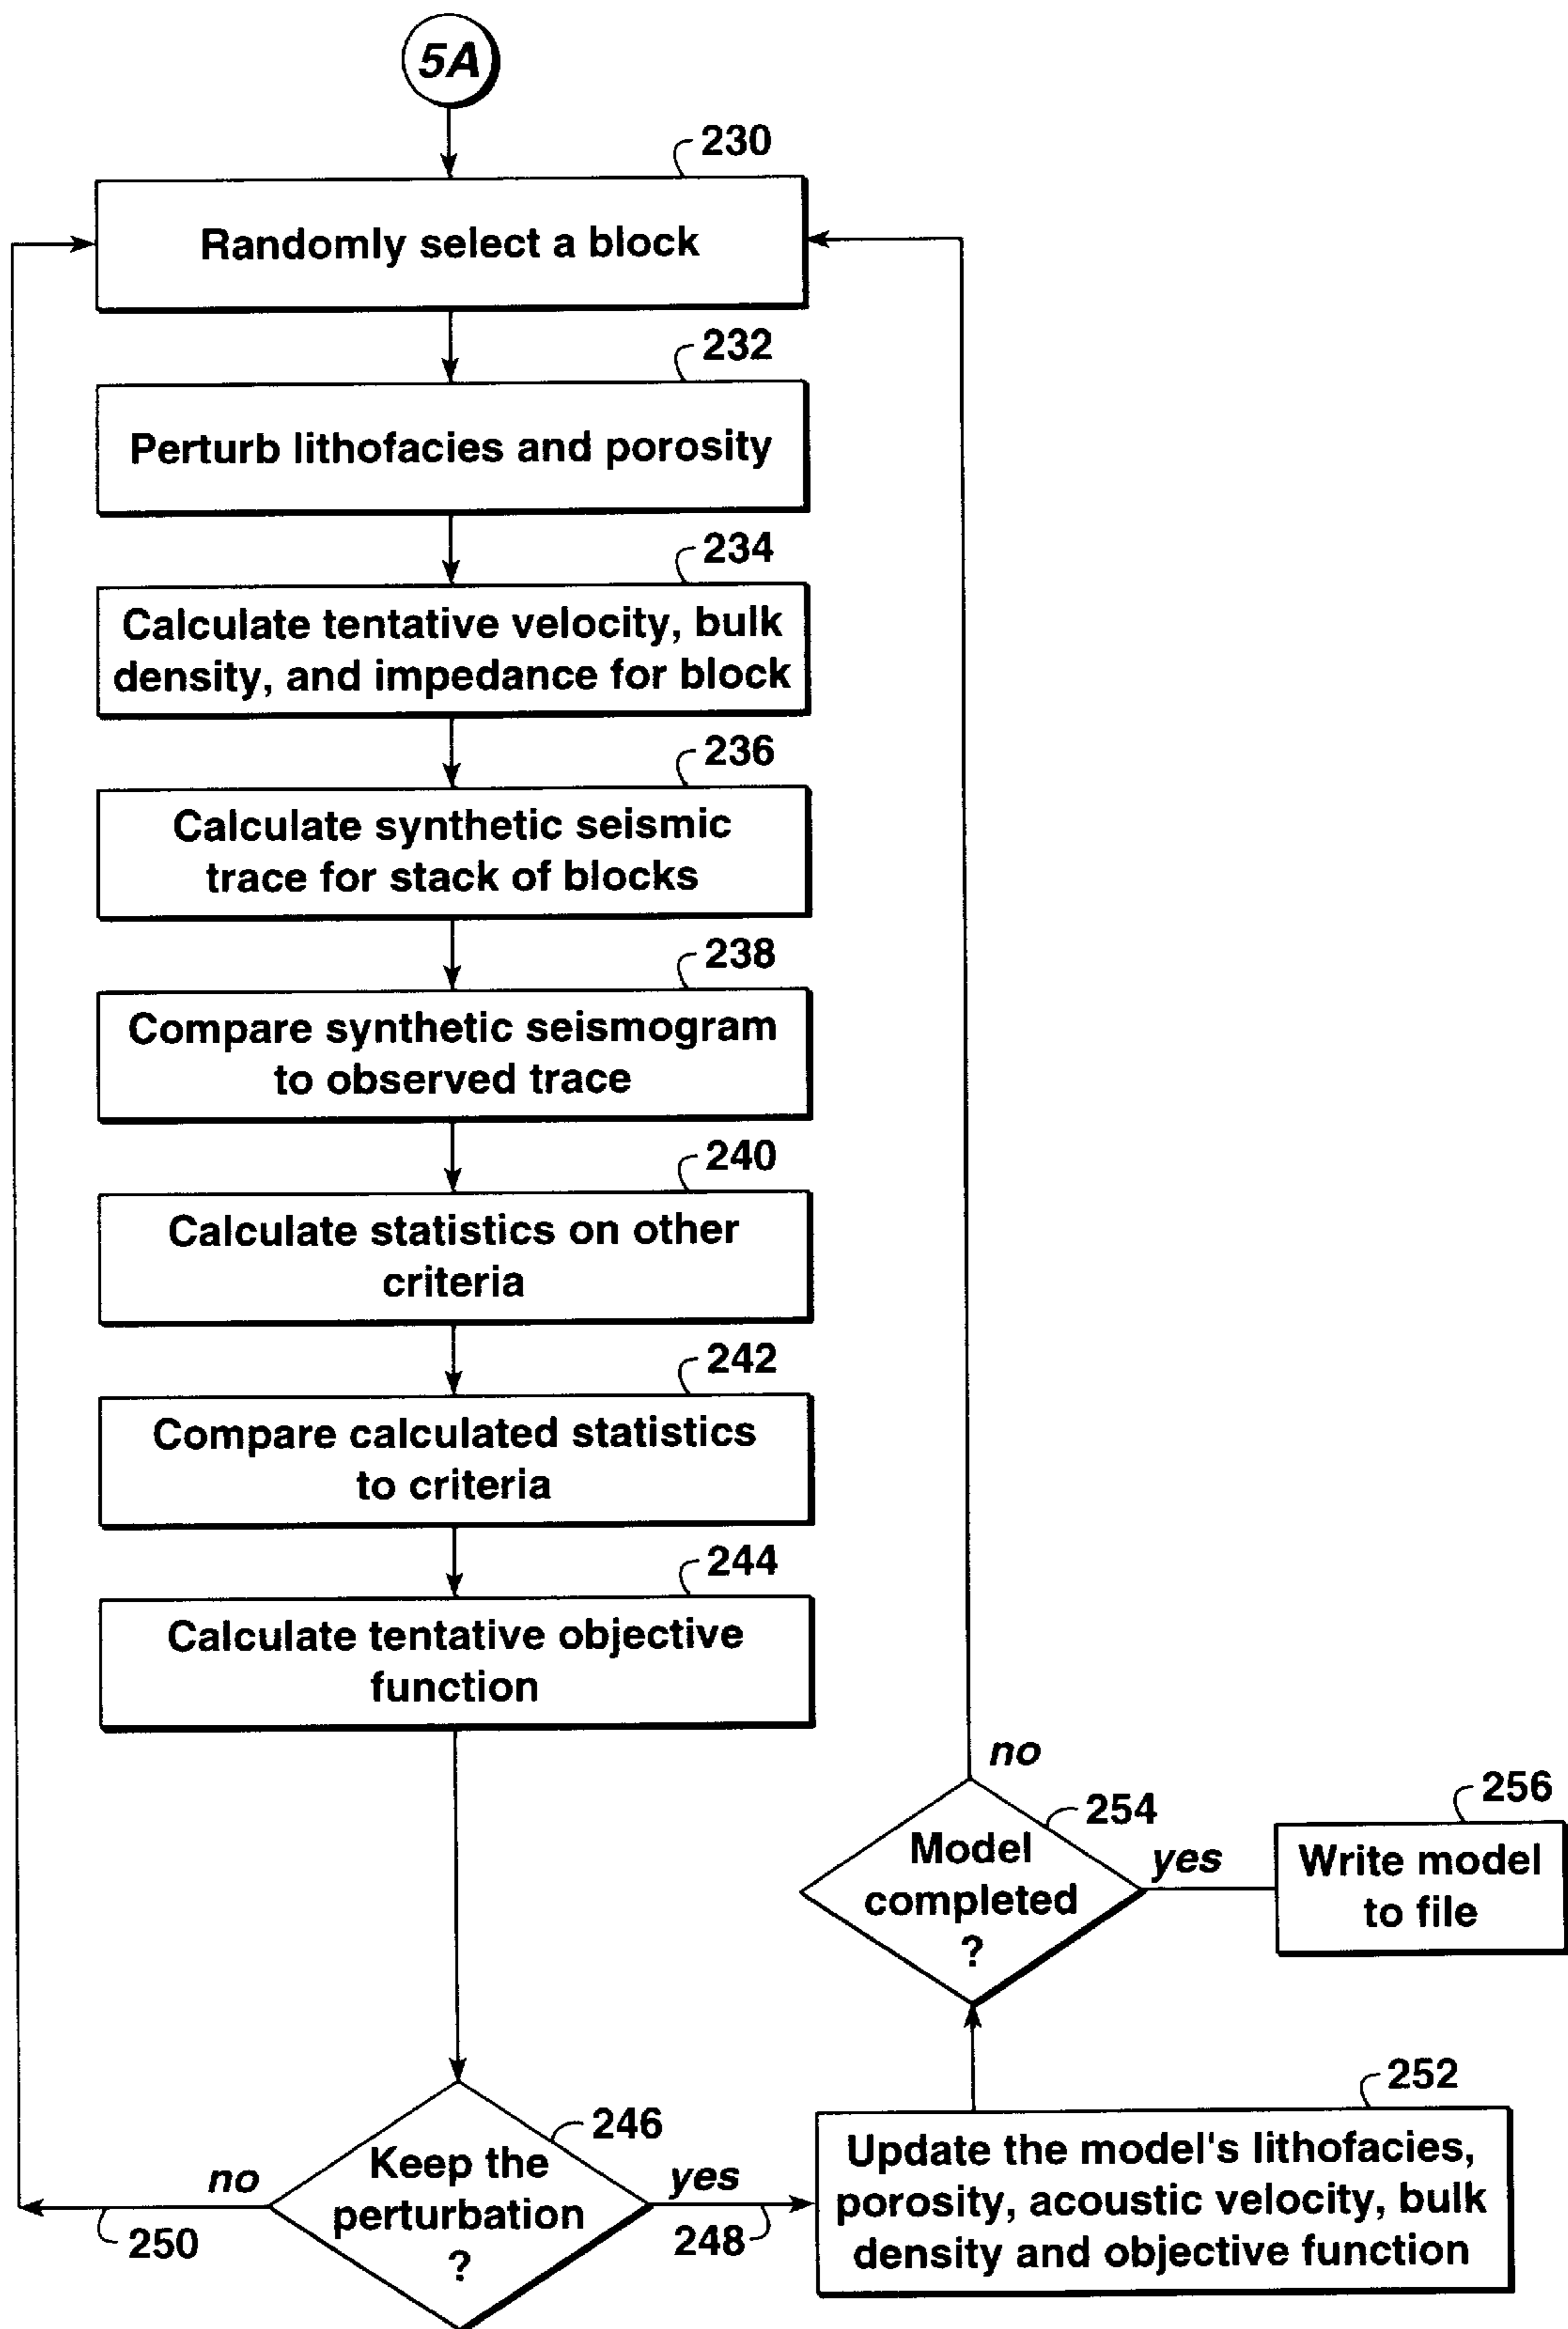 5A
230
Randomly select a block
232
Perturb lithofacies and porosity
234
Calculate tentative velocity, bulk
density, and impedance for block
236
Calculate synthetic seismic
trace for stack of blocks
238
Compare synthetic seismogram
to observed trace
240
Calculate statistics on other
criteria
242
Compare calculated statistics
to criteria
244
Calculate tentative objective
function
246
Keep the
perturbation
?
no
250
yes
248
252
Update the model's lithofacies,
porosity, acoustic velocity, bulk
density and objective function
254
Model
completed
?
no
yes
256
Write model
to file